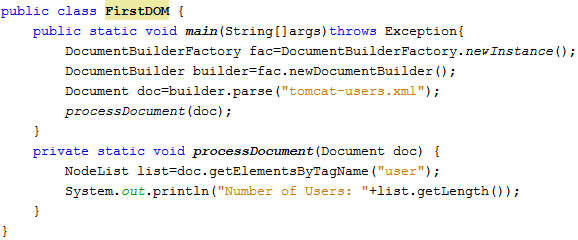 public class FirstDOM {
    public static void main(String[]args)throws Exception{
        DocumentBuilderFactory fac=DocumentBuilderFactory.newInstance();
        DocumentBuilder builder=fac.newDocumentBuilder();
        Document doc=builder.parse("tomcat-users.xml");
        processDocument(doc);
    }
    private static void processDocument(Document doc) {
        NodeList list=doc.getElementsByTagName("user");
        System.out.println("Number of Users: "+list.getLength());
    }
}